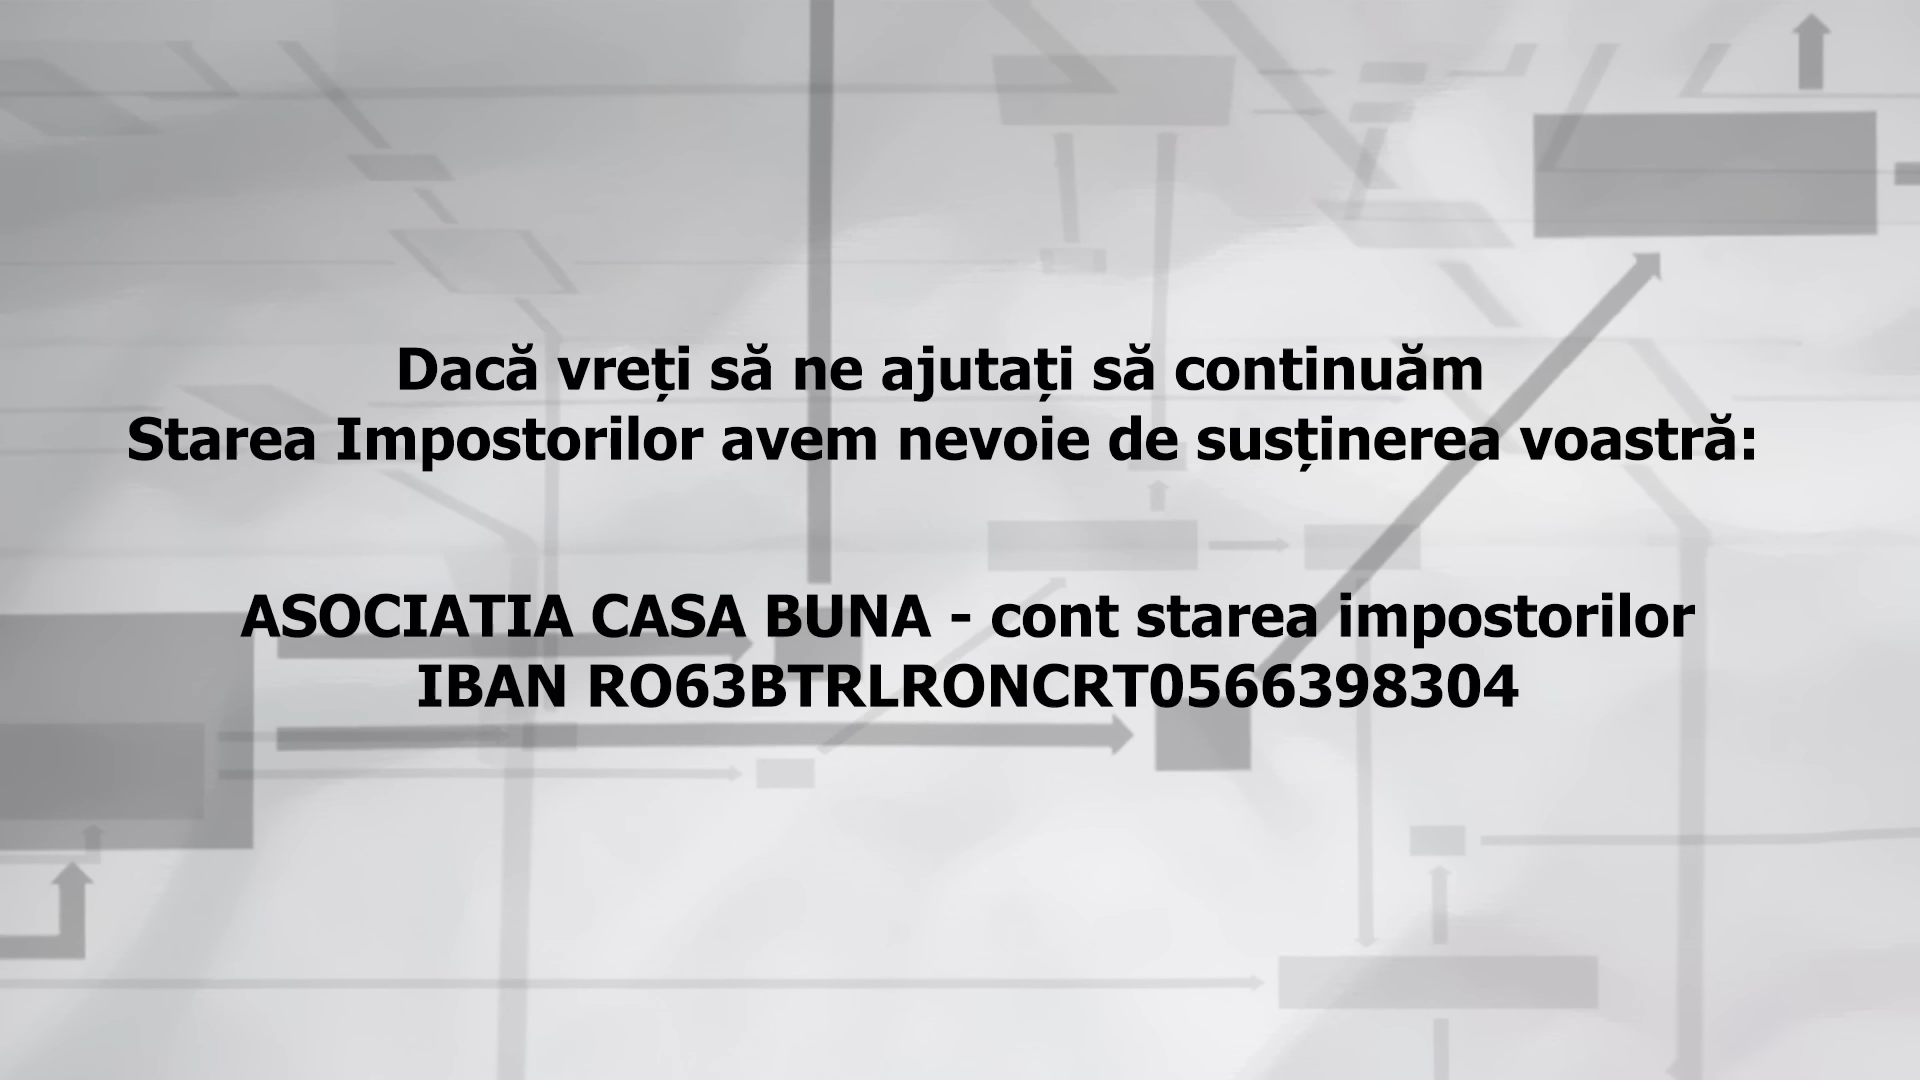 Dacă vreți să ne ajutați să continuăm
Starea Impostorilor avem nevoie de susținerea voastră:
ASOCIATIA CASA BUNA - cont starea impostorilor
IBAN RO63BTRLRONCRT0566398304